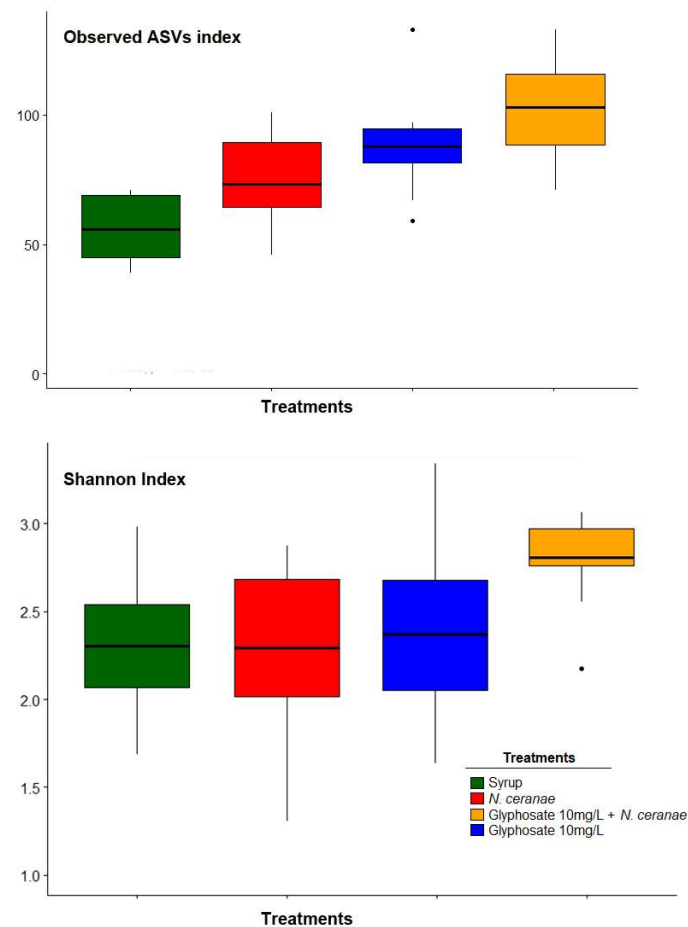 Observed ASVs index
100
50
0
Treatments
Shannon Index
3.0
2.5
2.0
1.5
1.0
Treatments
Syrup
N. ceranae
Glyphosate 10mg/L + N. ceranae
Glyphosate 10mg/L
Treatments